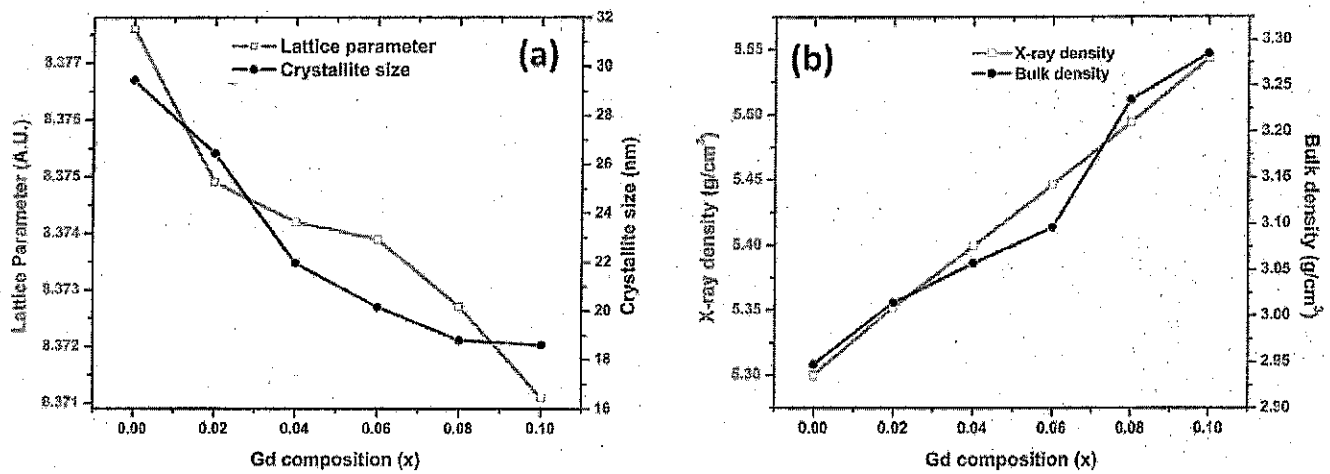 (a)
Lattice parameter
Crystallite size
Lattice Parameter (A.U.)
8.377
8.376
8.375
8.374
8.373
8.372
8.371
32
30
28
26
24
22
20
18
16
Crystallite size (nm)
0.00 0.02 0.04 0.06 0.08 0.10
Gd composition (x)
(b)
X-ray density
Bulk density
X-ray density (g/cm³)
5.55
5.50
5.45
5.40
5.35
5.30
3.30
3.25
3.20
3.15
3.10
3.05
3.00
2.95
2.90
Bulk density (g/cm³)
0.00 0.02 0.04 0.06 0.08 0.10
Gd composition (x)